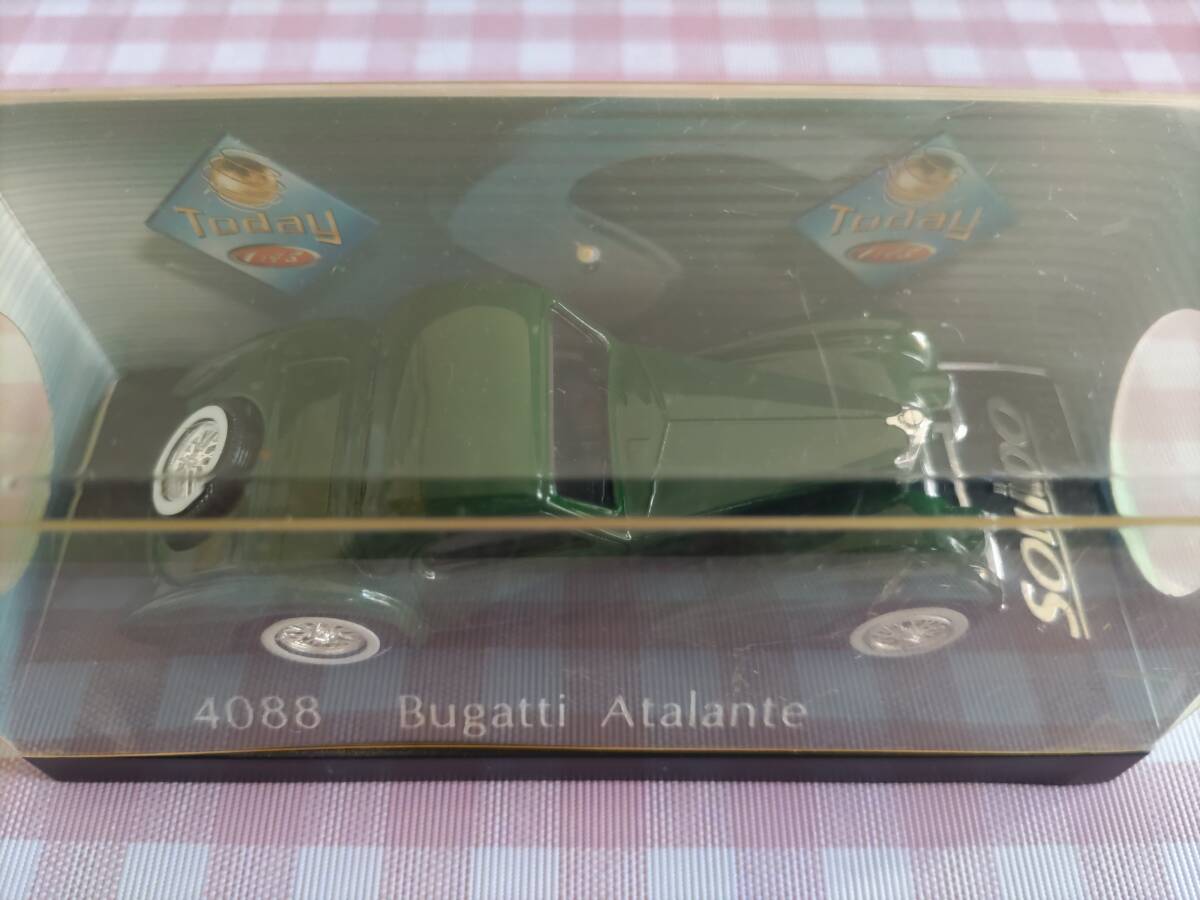 Today
Today
SOLIDO
4088 Bugatti Atalante